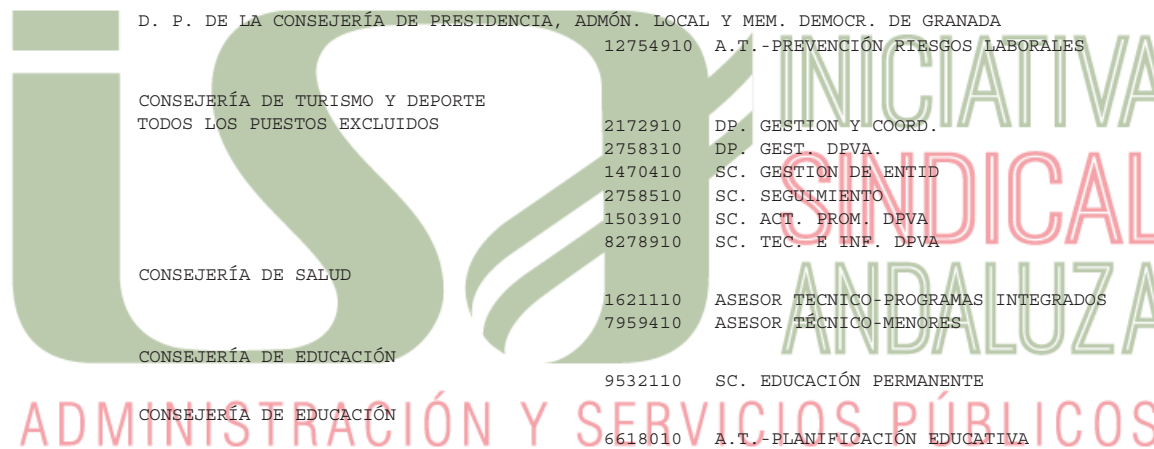 D. P. DE LA CONSEJERÍA DE PRESIDENCIA, ADMÓN. LOCAL Y MEM. DEMOCR. DE GRANADA
12754910 A.T.-PREVENCIÓN RIESGOS LABORALES
CONSEJERÍA DE TURISMO Y DEPORTE
TODOS LOS PUESTOS EXCLUIDOS 2172910 DP. GESTION Y COORD.
2758310 DP. GEST. DPVA.
1470410 SC. GESTION DE ENTID
2758510 SC. SEGUIMIENTO
1503910 SC. ACT. PROM. DPVA
8278910 SC. TEC. E INF. DPVA
CONSEJERÍA DE SALUD
1621110 ASESOR TECNICO-PROGRAMAS INTEGRADOS
7959410 ASESOR TÉCNICO-MENORES
CONSEJERÍA DE EDUCACIÓN
9532110 SC. EDUCACIÓN PERMANENTE
CONSEJERÍA DE EDUCACIÓN
6618010 A.T.-PLANIFICACIÓN EDUCATIVA
isa
INICIATIVA
SINDICAL
ANDALUZA
ADMINISTRACIÓN Y SERVICIOS PÚBLICOS